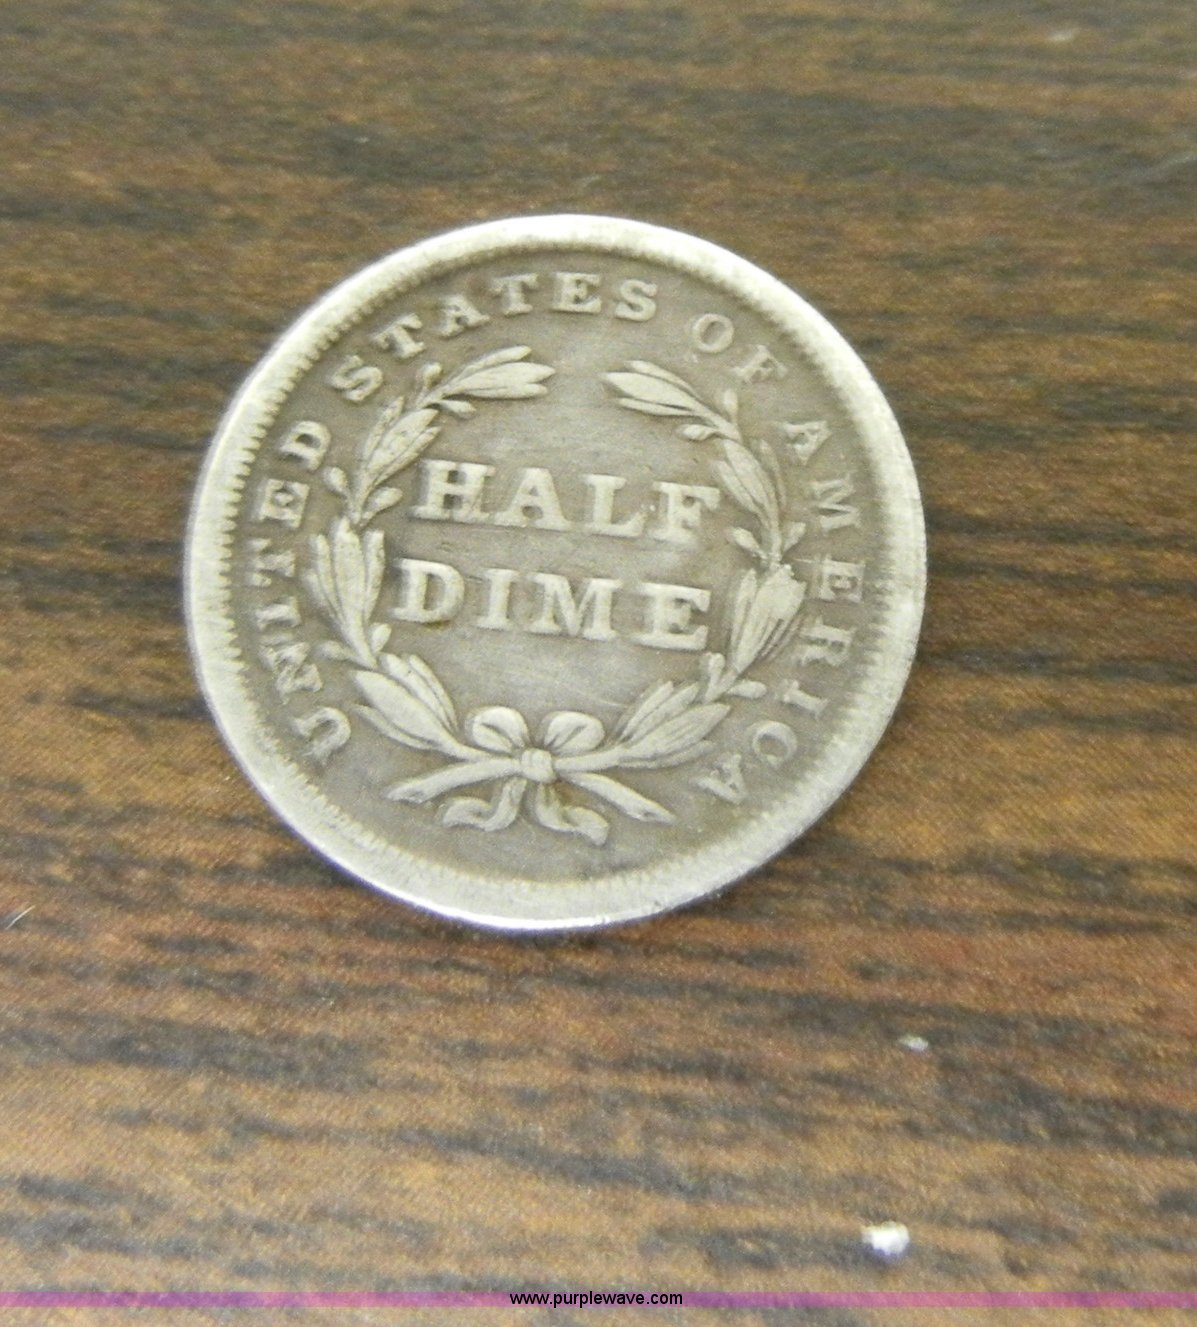 UNITED STATES OF AMERICA
HALF
DIME
www.purplewave.com